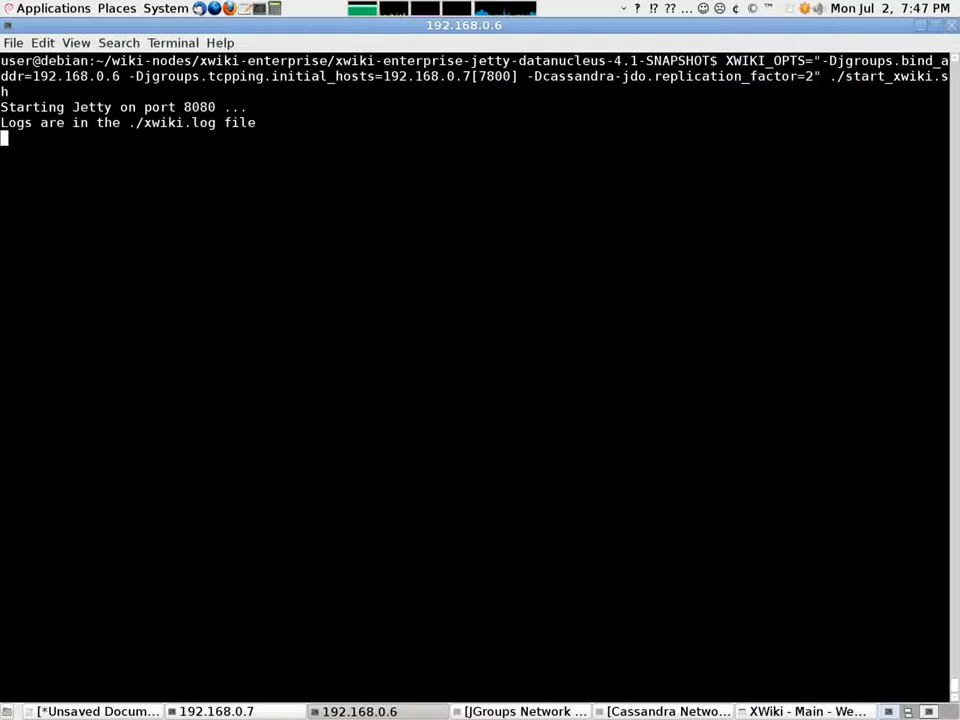 Applications Places System
Mon Jul 2, 7:47 PM
192.168.0.6
File Edit View Search Terminal Help
user@debian:~/wiki-nodes/xwiki-enterprise/xwiki-enterprise-jetty-datanucleus-4.1-SNAPSHOT$ XWIKI_OPTS="-Djgroups.bind_a
ddr=192.168.0.6 -Djgroups.tcpping.initial_hosts=192.168.0.7[7800] -Dcassandra-jdo.replication_factor=2" ./start_xwiki.s
h
Starting Jetty on port 8080 ...
Logs are in the ./xwiki.log file
[*Unsaved Docum... 192.168.0.7 192.168.0.6 [JGroups Network ... [Cassandra Netwo... XWiki - Main - We...